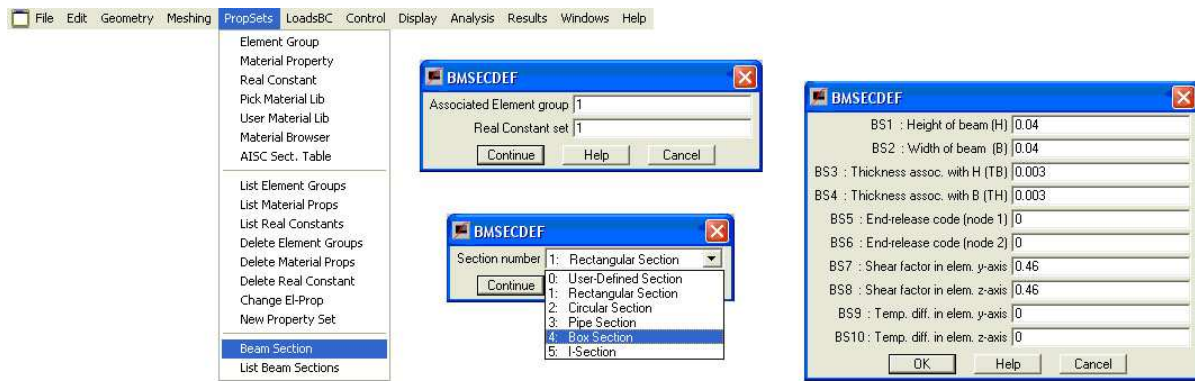 File Edit Geometry Meshing PropSets LoadsBC Control Display Analysis Results Windows Help
Element Group
Material Property
Real Constant
Pick Material Lib
User Material Lib
Material Browser
AISC Sect. Table
List Element Groups
List Material Props
List Real Constants
Delete Element Groups
Delete Material Props
Delete Real Constant
Change El-Prop
New Property Set
Beam Section
List Beam Sections
BMSECDEF
Associated Element group 1
Real Constant set 1
Continue Help Cancel
BMSECDEF
Section number 1: Rectangular Section
Continue
0: User-Defined Section
1: Rectangular Section
2: Circular Section
3: Pipe Section
4: Box Section
5: I-Section
BMSECDEF
BS1 : Height of beam (H) 0.04
BS2 : Width of beam (B) 0.04
BS3 : Thickness assoc. with H (TB) 0.003
BS4 : Thickness assoc. with B (TH) 0.003
BS5 : End-release code (node 1) 0
BS6 : End-release code (node 2) 0
BS7 : Shear factor in elem. y-axis 0.46
BS8 : Shear factor in elem. z-axis 0.46
BS9 : Temp. diff. in elem. y-axis 0
BS10 : Temp. diff. in elem. z-axis 0
OK Help Cancel